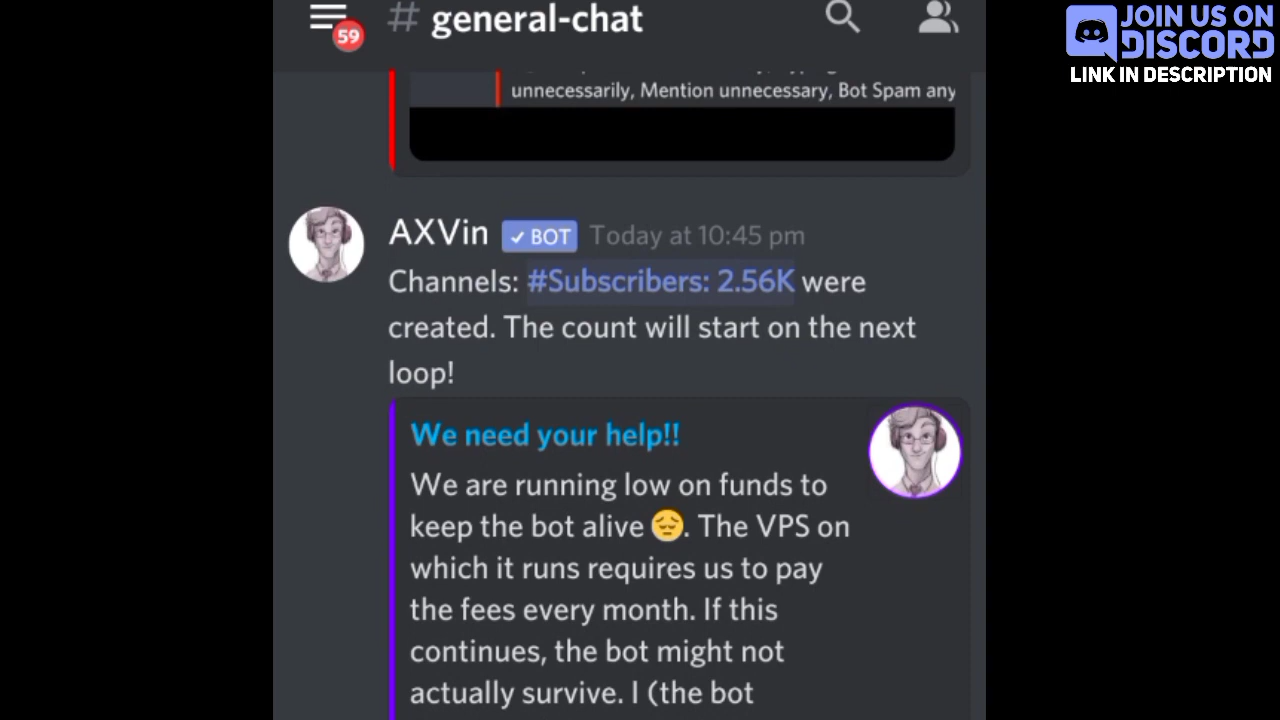 59
# general-chat
JOIN US ON
DISCORD
LINK IN DESCRIPTION
unnecessarily, Mention unnecessary, Bot Spam any
AXVin ✓ BOT Today at 10:45 pm
Channels: #Subscribers: 2.56K were
created. The count will start on the next
loop!
We need your help!!
We are running low on funds to
keep the bot alive 😔. The VPS on
which it runs requires us to pay
the fees every month. If this
continues, the bot might not
actually survive. I (the bot